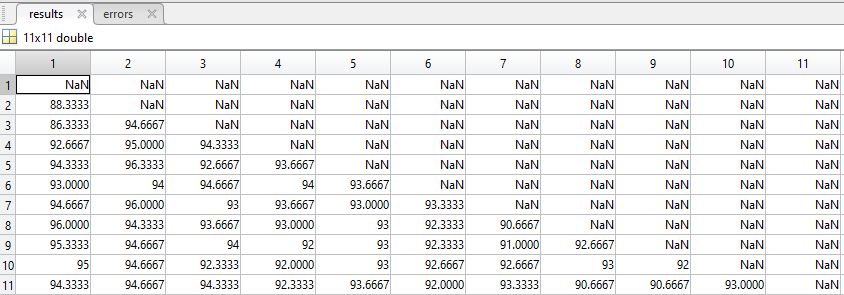 results errors
11x11 double
1 2 3 4 5 6 7 8 9 10 11
1 NaN NaN NaN NaN NaN NaN NaN NaN NaN NaN NaN
2 88.3333 NaN NaN NaN NaN NaN NaN NaN NaN NaN NaN
3 86.3333 94.6667 NaN NaN NaN NaN NaN NaN NaN NaN NaN
4 92.6667 95.0000 94.3333 NaN NaN NaN NaN NaN NaN NaN NaN
5 94.3333 96.3333 92.6667 93.6667 NaN NaN NaN NaN NaN NaN NaN
6 93.0000 94 94.6667 94 93.6667 NaN NaN NaN NaN NaN NaN
7 94.6667 96.0000 93 93.6667 93.0000 93.3333 NaN NaN NaN NaN NaN
8 96.0000 94.3333 93.6667 93.0000 93 92.3333 90.6667 NaN NaN NaN NaN
9 95.3333 94.6667 94 92 93 92.3333 91.0000 92.6667 NaN NaN NaN
10 95 94.6667 92.3333 92.0000 93 92.6667 92.6667 93 92 NaN NaN
11 94.3333 94.6667 94.3333 92.3333 93.6667 92.0000 93.3333 90.6667 90.6667 93.0000 NaN